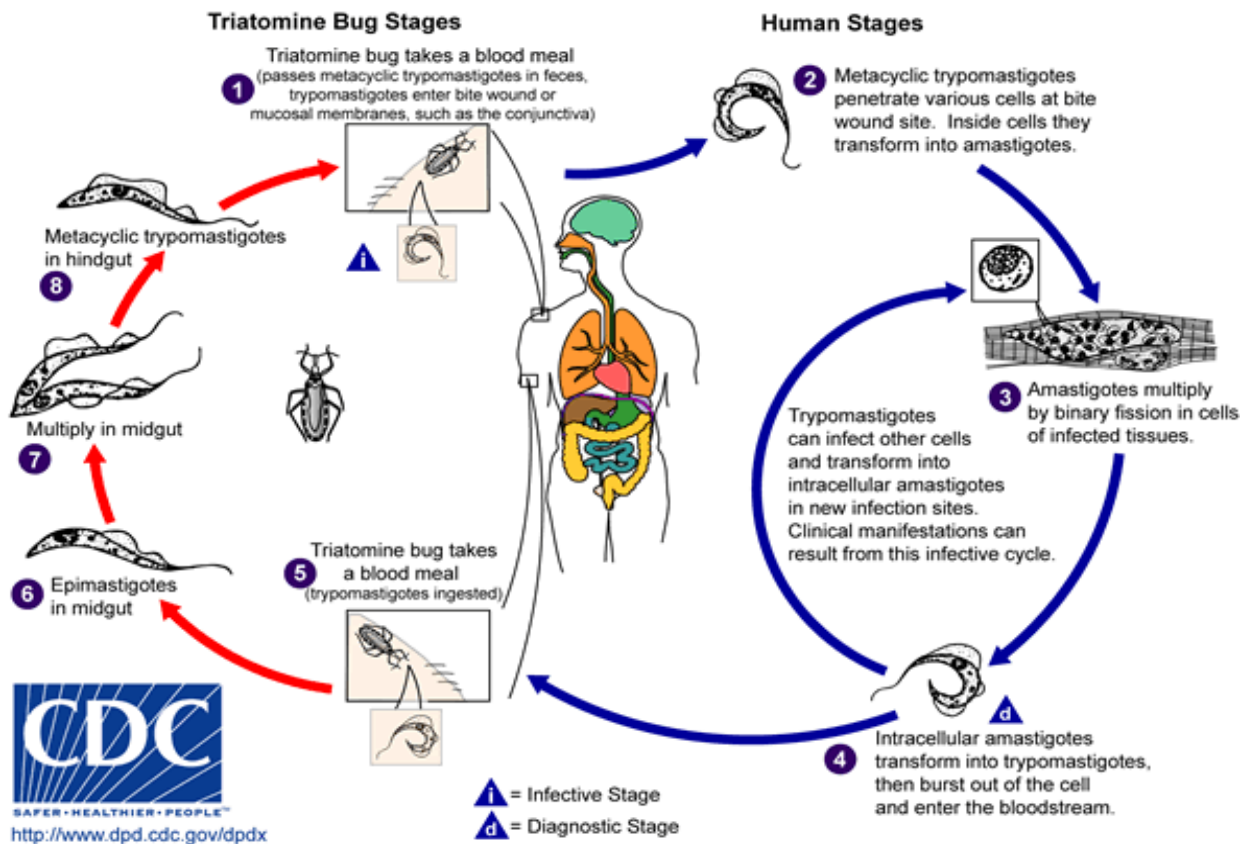 Triatomine Bug Stages
Human Stages
Triatomine bug takes a blood meal
(passes metacyclic trypomastigotes in feces,
trypomastigotes enter bite wound or
mucosal membranes, such as the conjunctiva)
1
2
Metacyclic trypomastigotes
penetrate various cells at bite
wound site. Inside cells they
transform into amastigotes.
i
Metacyclic trypomastigotes
in hindgut
8
3
Amastigotes multiply
by binary fission in cells
of infected tissues.
Trypomastigotes
can infect other cells
and transform into
intracellular amastigotes
in new infection sites.
Clinical manifestations can
result from this infective cycle.
Multiply in midgut
7
5
Triatomine bug takes
a blood meal
(trypomastigotes ingested)
6
Epimastigotes
in midgut
d
4
Intracellular amastigotes
transform into trypomastigotes,
then burst out of the cell
and enter the bloodstream.
CDC
SAFER • HEALTHIER • PEOPLE™
http://www.dpd.cdc.gov/dpdx
i = Infective Stage
d = Diagnostic Stage